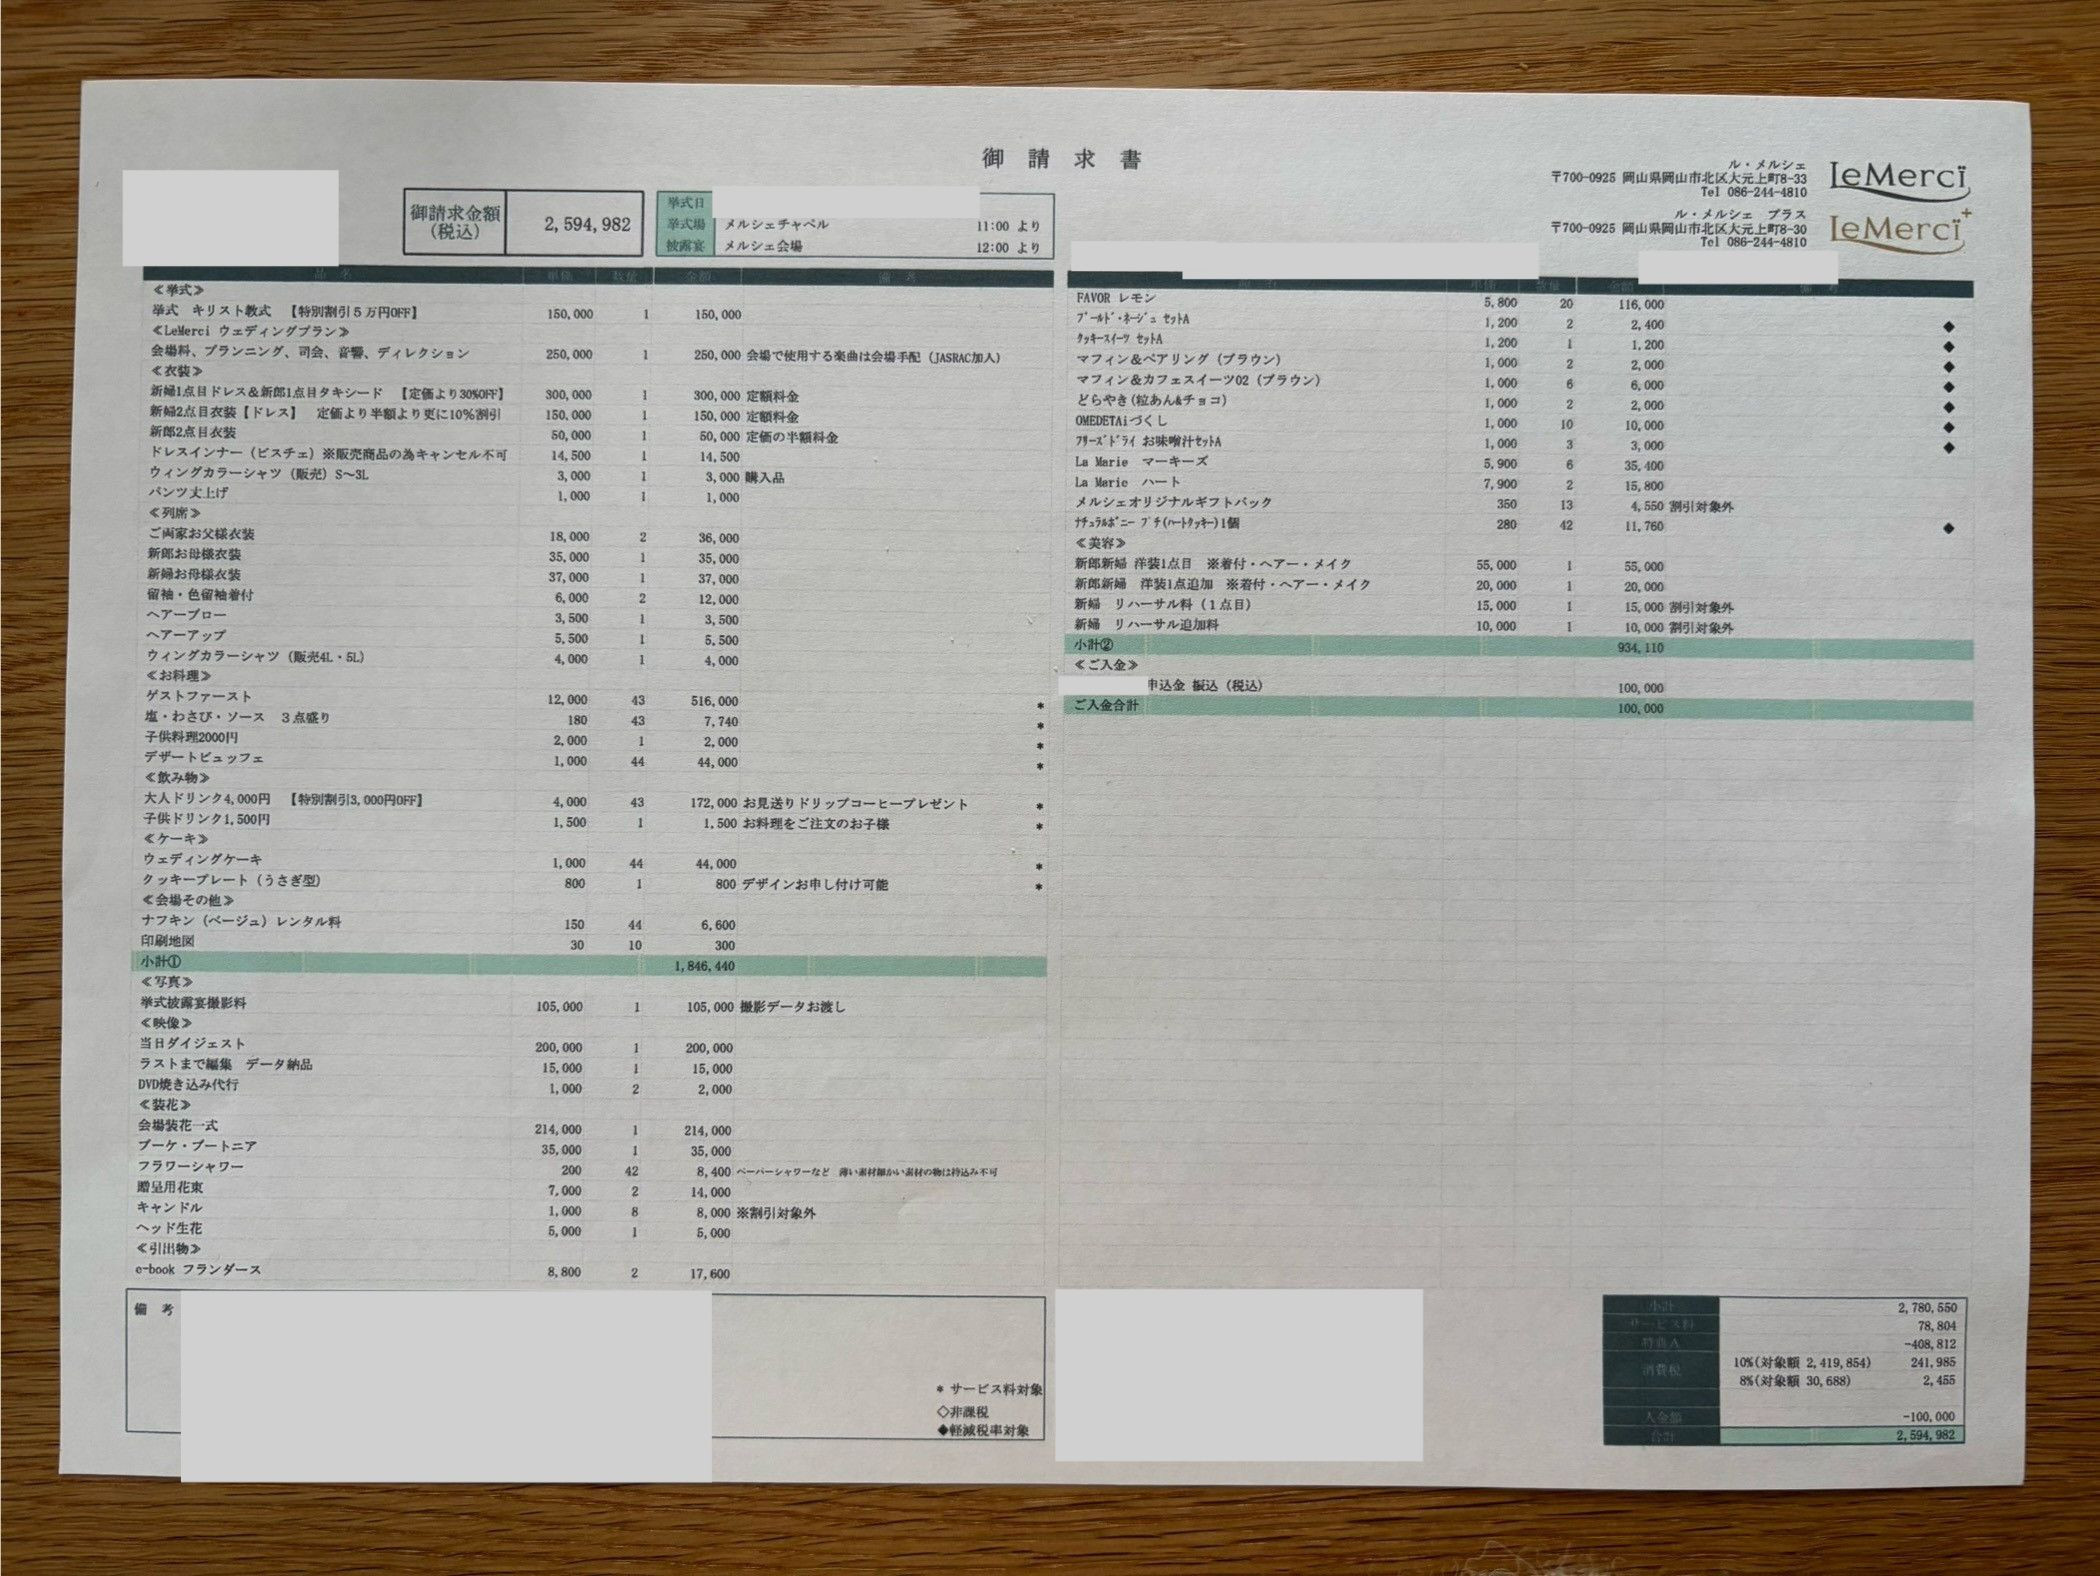 御請求書
ル・メルシェ
〒700-0925 岡山県岡山市北区大元上町8-33
Tel 086-244-4810
LeMerci
ル・メルシェ プラス
〒700-0925 岡山県岡山市北区大元上町8-30
Tel 086-244-4810
LeMerci+
御請求金額(税込) 2,594,982
挙式日
挙式場 メルシェチャペル 11:00 より
披露宴 メルシェ会場 12:00 より
品名 単価 数量 金額 備考
≪挙式≫
挙式 キリスト教式 【特別割引5万円OFF】 150,000 1 150,000
≪LeMerci ウェディングプラン≫
会場料、プランニング、司会、音響、ディレクション 250,000 1 250,000 会場で使用する楽曲は会場手配(JASRAC加入)
≪衣装≫
新婦1点目ドレス&新郎1点目タキシード 【定価より30%OFF】 300,000 1 300,000 定額料金
新婦2点目衣装【ドレス】 定価より半額より更に10%割引 150,000 1 150,000 定額料金
新郎2点目衣装 50,000 1 50,000 定価の半額料金
ドレスインナー(ビスチェ)※販売商品の為キャンセル不可 14,500 1 14,500
ウィングカラーシャツ(販売)S～3L 3,000 1 3,000 購入品
パンツ丈上げ 1,000 1 1,000
≪列席≫
ご両家お父様衣装 18,000 2 36,000
新郎お母様衣装 35,000 1 35,000
新婦お母様衣装 37,000 1 37,000
留袖・色留袖着付 6,000 2 12,000
ヘアーブロー 3,500 1 3,500
ヘアーアップ 5,500 1 5,500
ウィングカラーシャツ(販売4L・5L) 4,000 1 4,000
≪お料理≫
ゲストファースト 12,000 43 516,000 *
塩・わさび・ソース 3点盛り 180 43 7,740 *
子供料理2000円 2,000 1 2,000 *
デザートビュッフェ 1,000 44 44,000 *
≪飲み物≫
大人ドリンク4,000円 【特別割引3,000円OFF】 4,000 43 172,000 お見送りドリップコーヒープレゼント *
子供ドリンク1,500円 1,500 1 1,500 お料理をご注文のお子様 *
≪ケーキ≫
ウェディングケーキ 1,000 44 44,000 *
クッキープレート(うさぎ型) 800 1 800 デザインお申し付け可能 *
≪会場その他≫
ナフキン(ベージュ)レンタル料 150 44 6,600
印刷地図 30 10 300
小計① 1,846,440
≪写真≫
挙式披露宴撮影料 105,000 1 105,000 撮影データお渡し
≪映像≫
当日ダイジェスト 200,000 1 200,000
ラストまで編集 データ納品 15,000 1 15,000
DVD焼き込み代行 1,000 2 2,000
≪装花≫
会場装花一式 214,000 1 214,000
ブーケ・ブートニア 35,000 1 35,000
フラワーシャワー 200 42 8,400 ペーパーシャワーなど 薄い素材細かい素材の物は持込み不可
贈呈用花束 7,000 2 14,000
キャンドル 1,000 8 8,000 ※割引対象外
ヘッド生花 5,000 1 5,000
≪引出物≫
e-book フランダース 8,800 2 17,600
備考
* サービス料対象
◇非課税
◆軽減税率対象
単価 数量 金額 備考
FAVOR レモン 5,800 20 116,000
ﾌﾞｰﾙﾄﾞ・ﾈｰｼﾞｭ ｾｯﾄA 1,200 2 2,400 ◆
ｸｯｷｰｽｲｰﾂ ｾｯﾄA 1,200 1 1,200 ◆
マフィン&ペアリング(ブラウン) 1,000 2 2,000 ◆
マフィン&カフェスイーツ02(ブラウン) 1,000 6 6,000 ◆
どらやき(粒あん&チョコ) 1,000 2 2,000 ◆
OMEDETAiづくし 1,000 10 10,000 ◆
ﾌﾘｰｽﾞﾄﾞﾗｲ お味噌汁ｾｯﾄA 1,000 3 3,000 ◆
La Marie マーキーズ 5,900 6 35,400
La Marie ハート 7,900 2 15,800
メルシェオリジナルギフトバック 350 13 4,550 割引対象外
ﾅﾁｭﾗﾙﾎﾞﾆｰ ﾌﾟﾁ(ﾊｰﾄｸｯｷｰ)1個 280 42 11,760 ◆
≪美容≫
新郎新婦 洋装1点目 ※着付・ヘアー・メイク 55,000 1 55,000
新郎新婦 洋装1点追加 ※着付・ヘアー・メイク 20,000 1 20,000
新婦 リハーサル料(1点目) 15,000 1 15,000 割引対象外
新婦 リハーサル追加料 10,000 1 10,000 割引対象外
小計② 934,110
≪ご入金≫
申込金 振込(税込) 100,000
ご入金合計 100,000
小計 2,780,550
サービス料 78,804
特典A -408,812
消費税 10%(対象額 2,419,854) 241,985
8%(対象額 30,688) 2,455
入金額 -100,000
合計 2,594,982